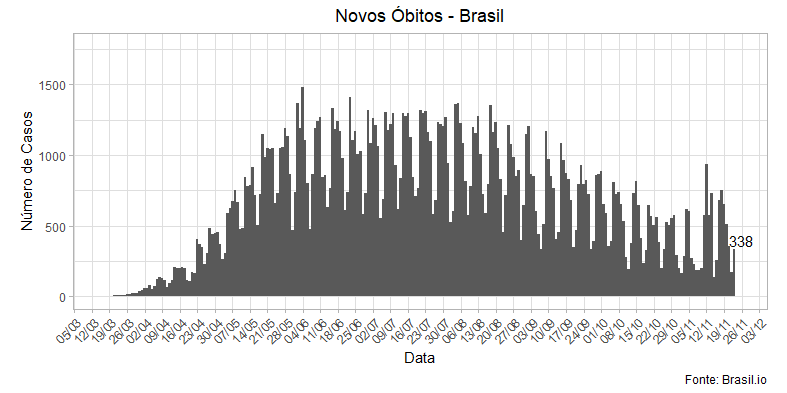 Novos Óbitos - Brasil
Número de Casos
1500
1000
500
0
338
05/03 12/03 19/03 26/03 02/04 09/04 16/04 23/04 30/04 07/05 14/05 21/05 28/05 04/06 11/06 18/06 25/06 02/07 09/07 16/07 23/07 30/07 06/08 13/08 20/08 27/08 03/09 10/09 17/09 24/09 01/10 08/10 15/10 22/10 29/10 05/11 12/11 19/11 26/11 03/12
Data
Fonte: Brasil.io